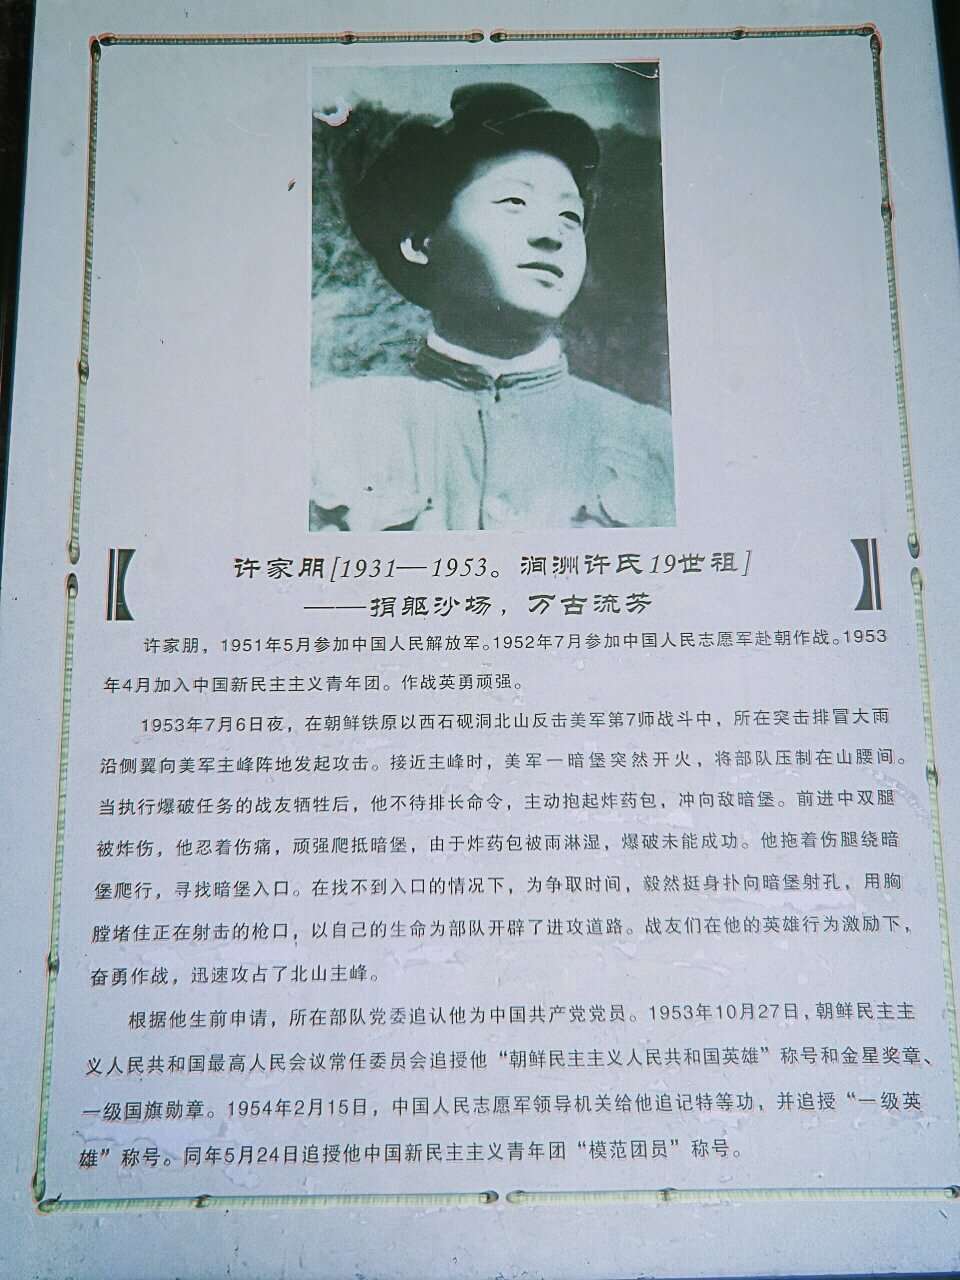 许家朋[1931—1953。润洲许氏19世祖]
——捐躯沙场，万古流芳
许家朋，1951年5月参加中国人民解放军。1952年7月参加中国人民志愿军赴朝作战。1953
年4月加入中国新民主主义青年团。作战英勇顽强。
1953年7月6日夜，在朝鲜铁原以西石砚洞北山反击美军第7师战斗中，所在突击排冒大雨
沿侧翼向美军主峰阵地发起攻击。接近主峰时，美军一暗堡突然开火，将部队压制在山腰间。
当执行爆破任务的战友牺牲后，他不待排长命令，主动抱起炸药包，冲向敌暗堡。前进中双腿
被炸伤，他忍着伤痛，顽强爬抵暗堡，由于炸药包被雨淋湿，爆破未能成功。他拖着伤腿绕暗
堡爬行，寻找暗堡入口。在找不到入口的情况下，为争取时间，毅然挺身扑向暗堡射孔，用胸
膛堵住正在射击的枪口，以自己的生命为部队开辟了进攻道路。战友们在他的英雄行为激励下，
奋勇作战，迅速攻占了北山主峰。
根据他生前申请，所在部队党委追认他为中国共产党党员。1953年10月27日，朝鲜民主主
义人民共和国最高人民会议常任委员会追授他“朝鲜民主主义人民共和国英雄”称号和金星奖章、
一级国旗勋章。1954年2月15日，中国人民志愿军领导机关给他追记特等功，并追授“一级英
雄”称号。同年5月24日追授他中国新民主主义青年团“模范团员”称号。